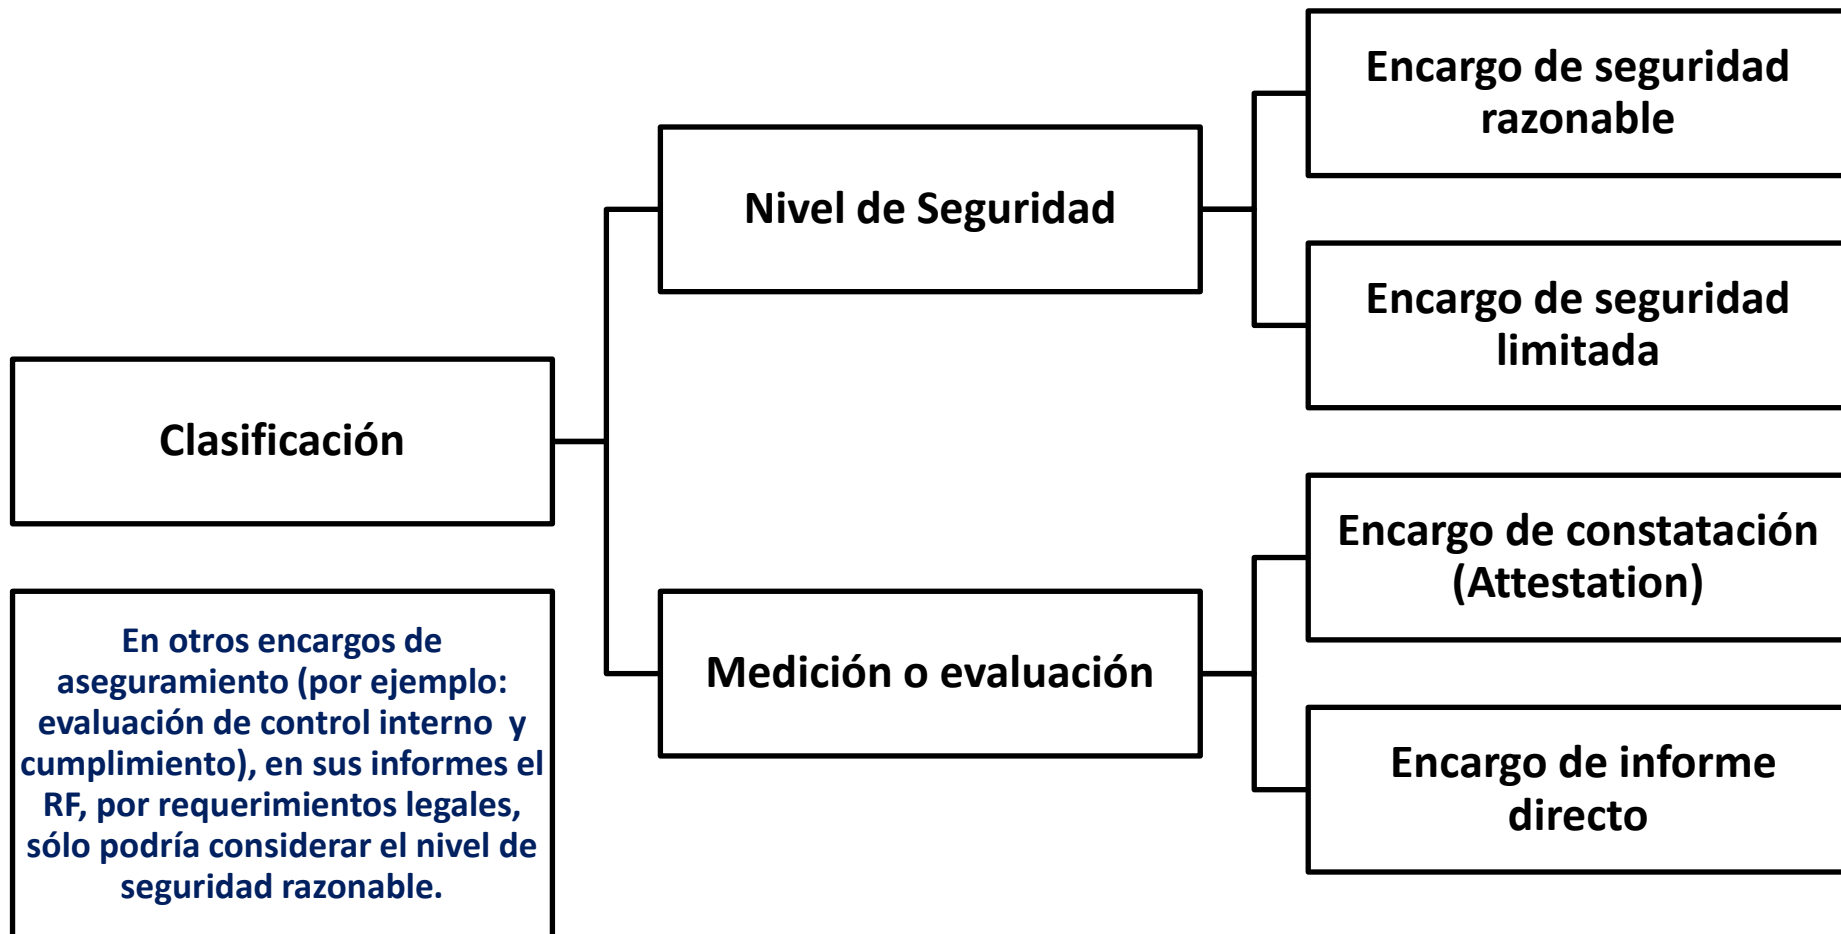 Clasificación
En otros encargos de
aseguramiento (por ejemplo:
evaluación de control interno y
cumplimiento), en sus informes el
RF, por requerimientos legales,
sólo podría considerar el nivel de
seguridad razonable.
Nivel de Seguridad
Encargo de seguridad
razonable
Encargo de seguridad
limitada
Medición o evaluación
Encargo de constatación
(Attestation)
Encargo de informe
directo